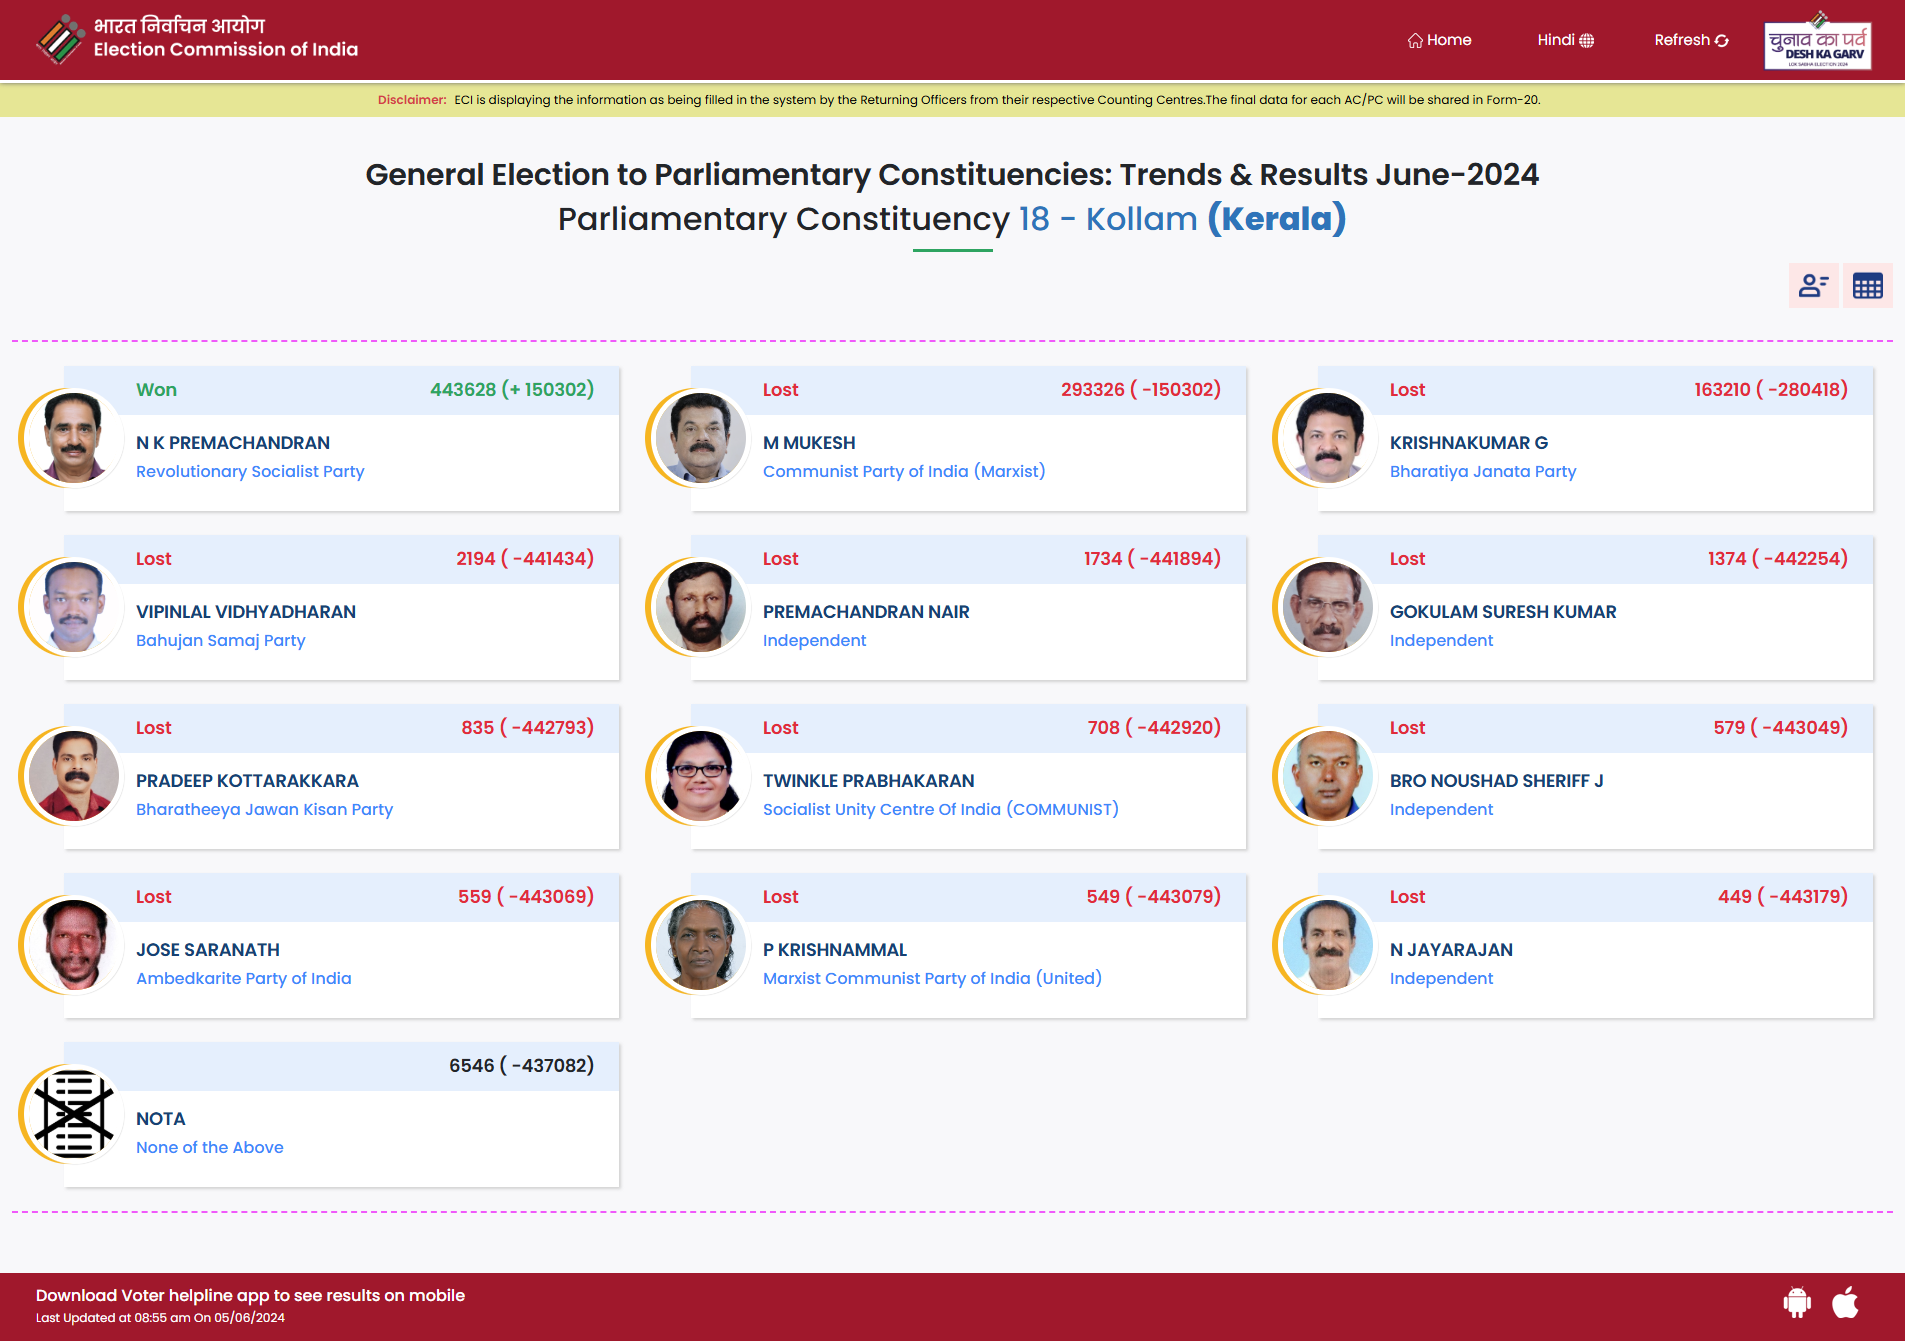 भारत निर्वाचन आयोग
Election Commission of India
Home
Hindi
Refresh
चुनाव का पर्व
DESH KA GARV
LOK SABHA ELECTION 2024
Disclaimer: ECI is displaying the information as being filled in the system by the Returning Officers from their respective Counting Centres.The final data for each AC/PC will be shared in Form-20.
General Election to Parliamentary Constituencies: Trends & Results June-2024
Parliamentary Constituency 18 - Kollam (Kerala)
Won 443628 (+ 150302)
N K PREMACHANDRAN
Revolutionary Socialist Party
Lost 293326 ( -150302)
M MUKESH
Communist Party of India (Marxist)
Lost 163210 ( -280418)
KRISHNAKUMAR G
Bharatiya Janata Party
Lost 2194 ( -441434)
VIPINLAL VIDHYADHARAN
Bahujan Samaj Party
Lost 1734 ( -441894)
PREMACHANDRAN NAIR
Independent
Lost 1374 ( -442254)
GOKULAM SURESH KUMAR
Independent
Lost 835 ( -442793)
PRADEEP KOTTARAKKARA
Bharatheeya Jawan Kisan Party
Lost 708 ( -442920)
TWINKLE PRABHAKARAN
Socialist Unity Centre Of India (COMMUNIST)
Lost 579 ( -443049)
BRO NOUSHAD SHERIFF J
Independent
Lost 559 ( -443069)
JOSE SARANATH
Ambedkarite Party of India
Lost 549 ( -443079)
P KRISHNAMMAL
Marxist Communist Party of India (United)
Lost 449 ( -443179)
N JAYARAJAN
Independent
6546 ( -437082)
NOTA
None of the Above
Download Voter helpline app to see results on mobile
Last Updated at 08:55 am On 05/06/2024